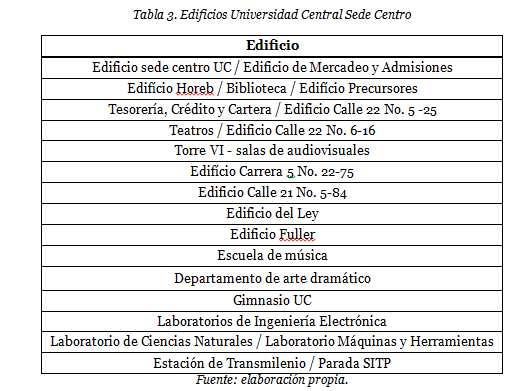 Tabla 3. Edificios Universidad Central Sede Centro
Edificio
Edificio sede centro UC / Edificio de Mercadeo y Admisiones
Edifício Horeb / Biblioteca / Edifício Precursores
Tesorería, Crédito y Cartera / Edificio Calle 22 No. 5 -25
Teatros / Edificio Calle 22 No. 6-16
Torre VI - salas de audiovisuales
Edifício Carrera 5 No. 22-75
Edificio Calle 21 No. 5-84
Edificio del Ley
Edificio Fuller
Escuela de música
Departamento de arte dramático
Gimnasio UC
Laboratorios de Ingeniería Electrónica
Laboratorio de Ciencias Naturales / Laboratorio Máquinas y Herramientas
Estación de Transmilenio / Parada SITP
Fuente: elaboración propia.